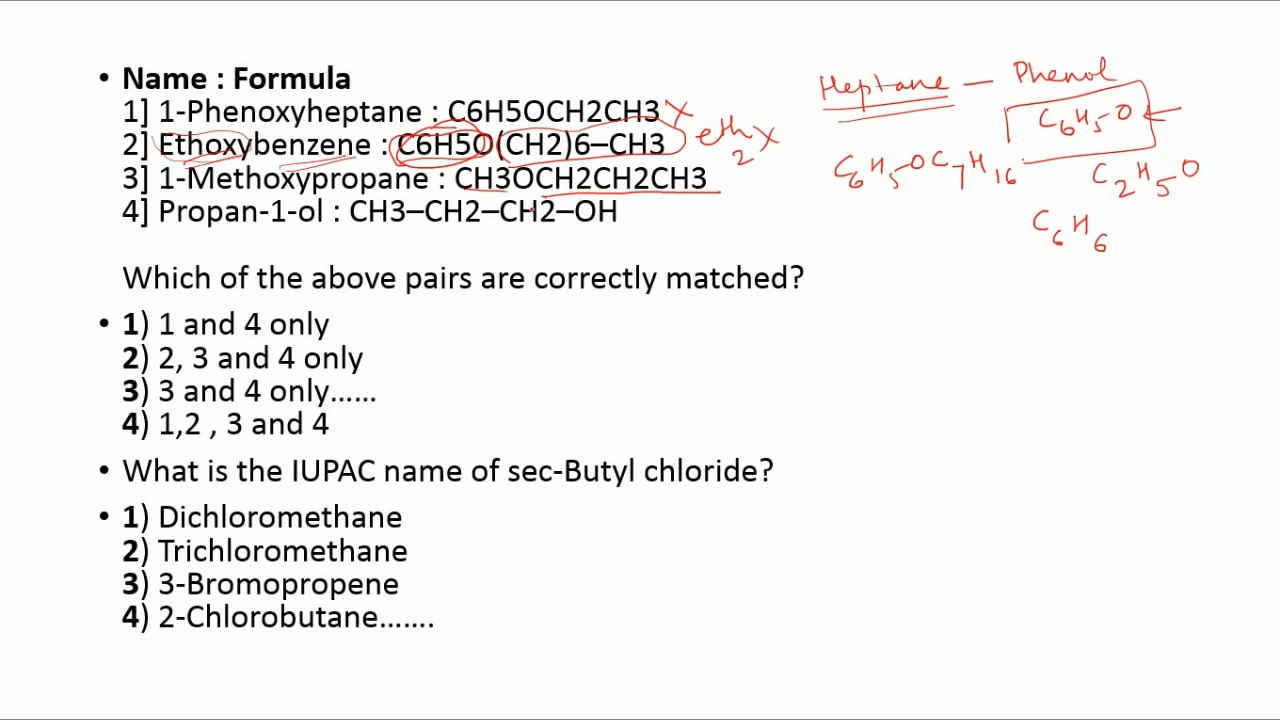 • Name : Formula
1] 1-Phenoxyheptane : C6H5OCH2CH3 X
2] Ethoxybenzene : C6H5O(CH2)6–CH3
3] 1-Methoxypropane : CH3OCH2CH2CH3
4] Propan-1-ol : CH3–CH2–CH2–OH
Which of the above pairs are correctly matched?
• 1) 1 and 4 only
2) 2, 3 and 4 only
3) 3 and 4 only......
4) 1,2 , 3 and 4
• What is the IUPAC name of sec-Butyl chloride?
• 1) Dichloromethane
2) Trichloromethane
3) 3-Bromopropene
4) 2-Chlorobutane.......
Heptane — Phenol
C6H5O
eth X
2
C6H5OC7H16
C2H5O
C6H6